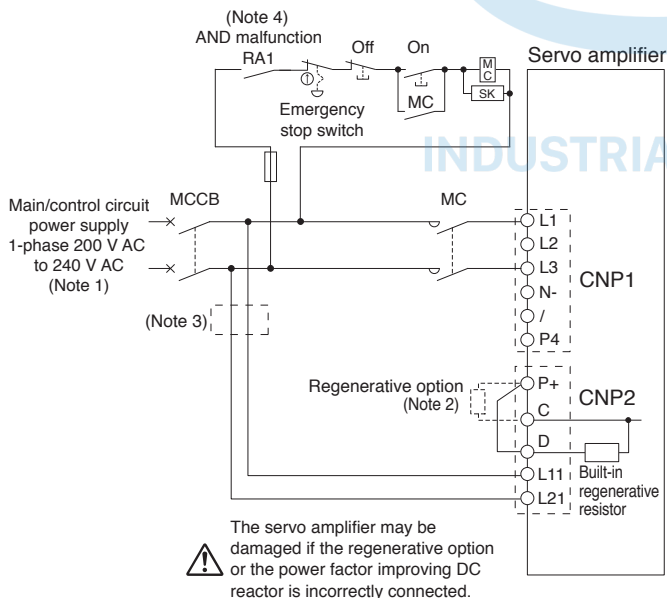 (Note 4)
AND malfunction
RA1
Off
On
Servo amplifier
MC
SK
Emergency
stop switch
MC
INDUSTRIA
Main/control circuit
power supply
1-phase 200 V AC
to 240 V AC
(Note 1)
MCCB
MC
L1
L2
L3
N-
/
P4
CNP1
(Note 3)
Regenerative option
(Note 2)
P+
C
D
L11
L21
CNP2
Built-in
regenerative
resistor
The servo amplifier may be
damaged if the regenerative option
or the power factor improving DC
reactor is incorrectly connected.